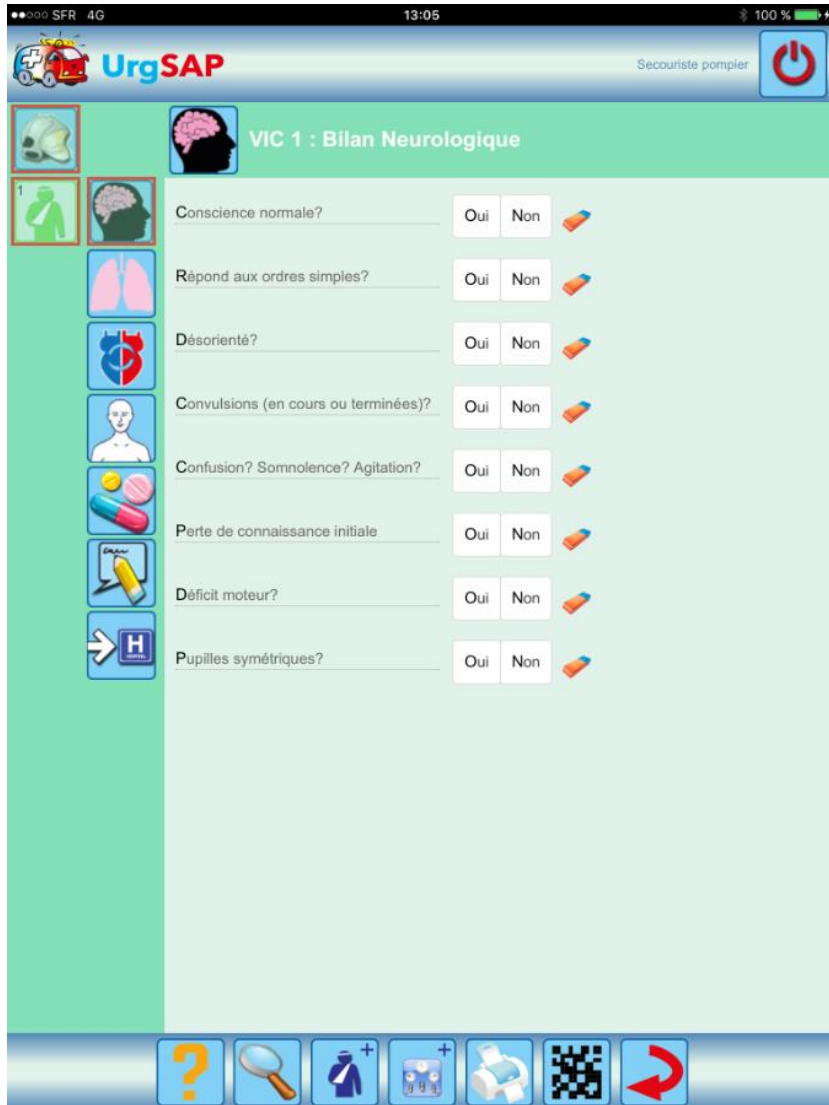 SFR 4G 13:05 100 %
UrgSAP
Secouriste pompier
VIC 1 : Bilan Neurologique
1
Conscience normale? Oui Non
Répond aux ordres simples? Oui Non
Désorienté? Oui Non
Convulsions (en cours ou terminées)? Oui Non
Confusion? Somnolence? Agitation? Oui Non
Perte de connaissance initiale Oui Non
Déficit moteur? Oui Non
Pupilles symétriques? Oui Non
H
?
+
+